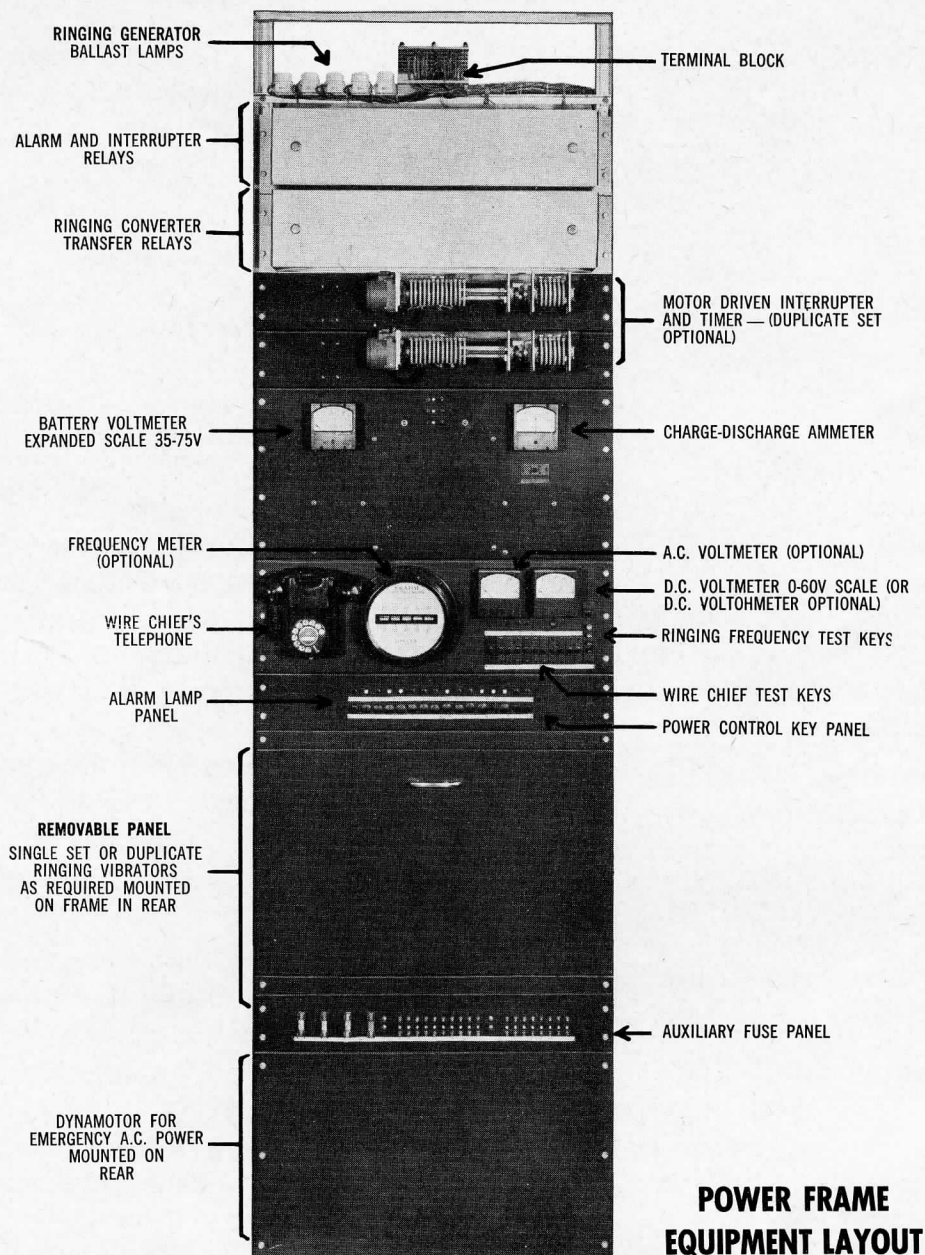 RINGING GENERATOR
BALLAST LAMPS
TERMINAL BLOCK
ALARM AND INTERRUPTER
RELAYS
RINGING CONVERTER
TRANSFER RELAYS
MOTOR DRIVEN INTERRUPTER
AND TIMER — (DUPLICATE SET
OPTIONAL)
BATTERY VOLTMETER
EXPANDED SCALE 35-75V
CHARGE-DISCHARGE AMMETER
FREQUENCY METER
(OPTIONAL)
A.C. VOLTMETER (OPTIONAL)
D.C. VOLTMETER 0-60V SCALE (OR
D.C. VOLTOHMETER OPTIONAL)
WIRE CHIEF'S
TELEPHONE
RINGING FREQUENCY TEST KEYS
WIRE CHIEF TEST KEYS
ALARM LAMP
PANEL
POWER CONTROL KEY PANEL
REMOVABLE PANEL
SINGLE SET OR DUPLICATE
RINGING VIBRATORS
AS REQUIRED MOUNTED
ON FRAME IN REAR
AUXILIARY FUSE PANEL
DYNAMOTOR FOR
EMERGENCY A.C. POWER
MOUNTED ON
REAR
POWER FRAME
EQUIPMENT LAYOUT